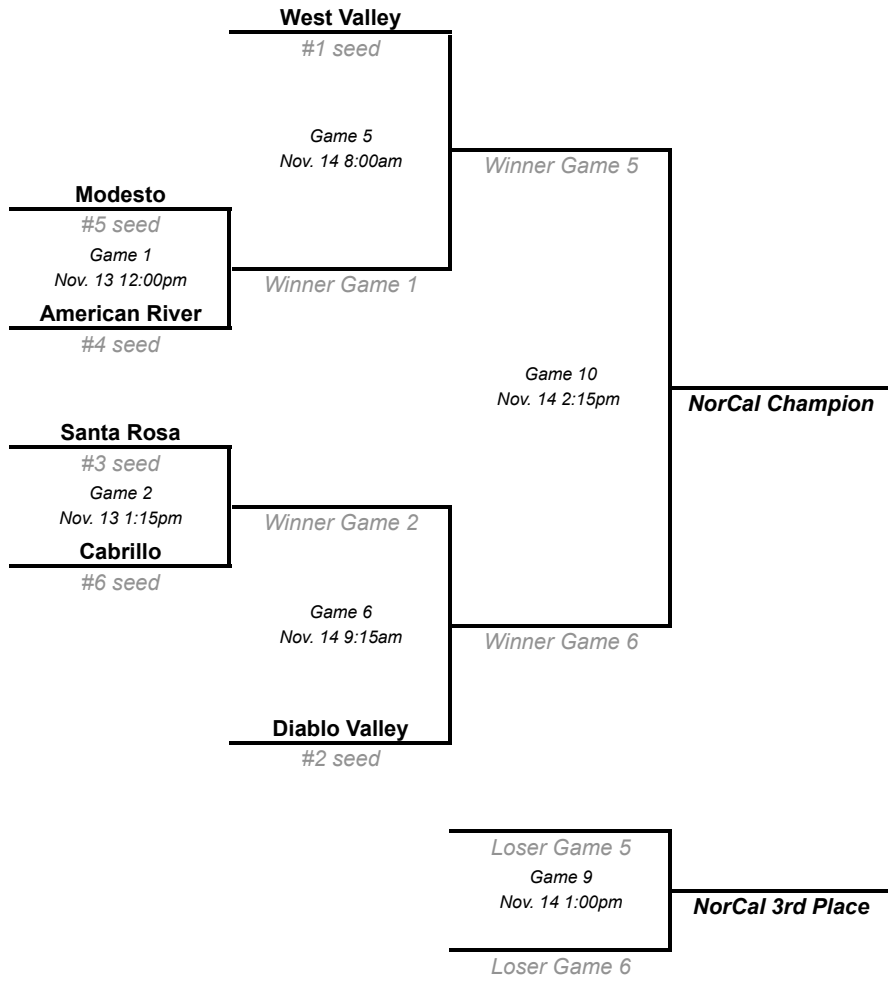 West Valley
#1 seed
Game 5
Nov. 14 8:00am
Winner Game 5
Modesto
#5 seed
Game 1
Nov. 13 12:00pm
Winner Game 1
American River
#4 seed
Game 10
Nov. 14 2:15pm
NorCal Champion
Santa Rosa
#3 seed
Game 2
Nov. 13 1:15pm
Winner Game 2
Cabrillo
#6 seed
Game 6
Nov. 14 9:15am
Winner Game 6
Diablo Valley
#2 seed
Loser Game 5
Game 9
Nov. 14 1:00pm
NorCal 3rd Place
Loser Game 6